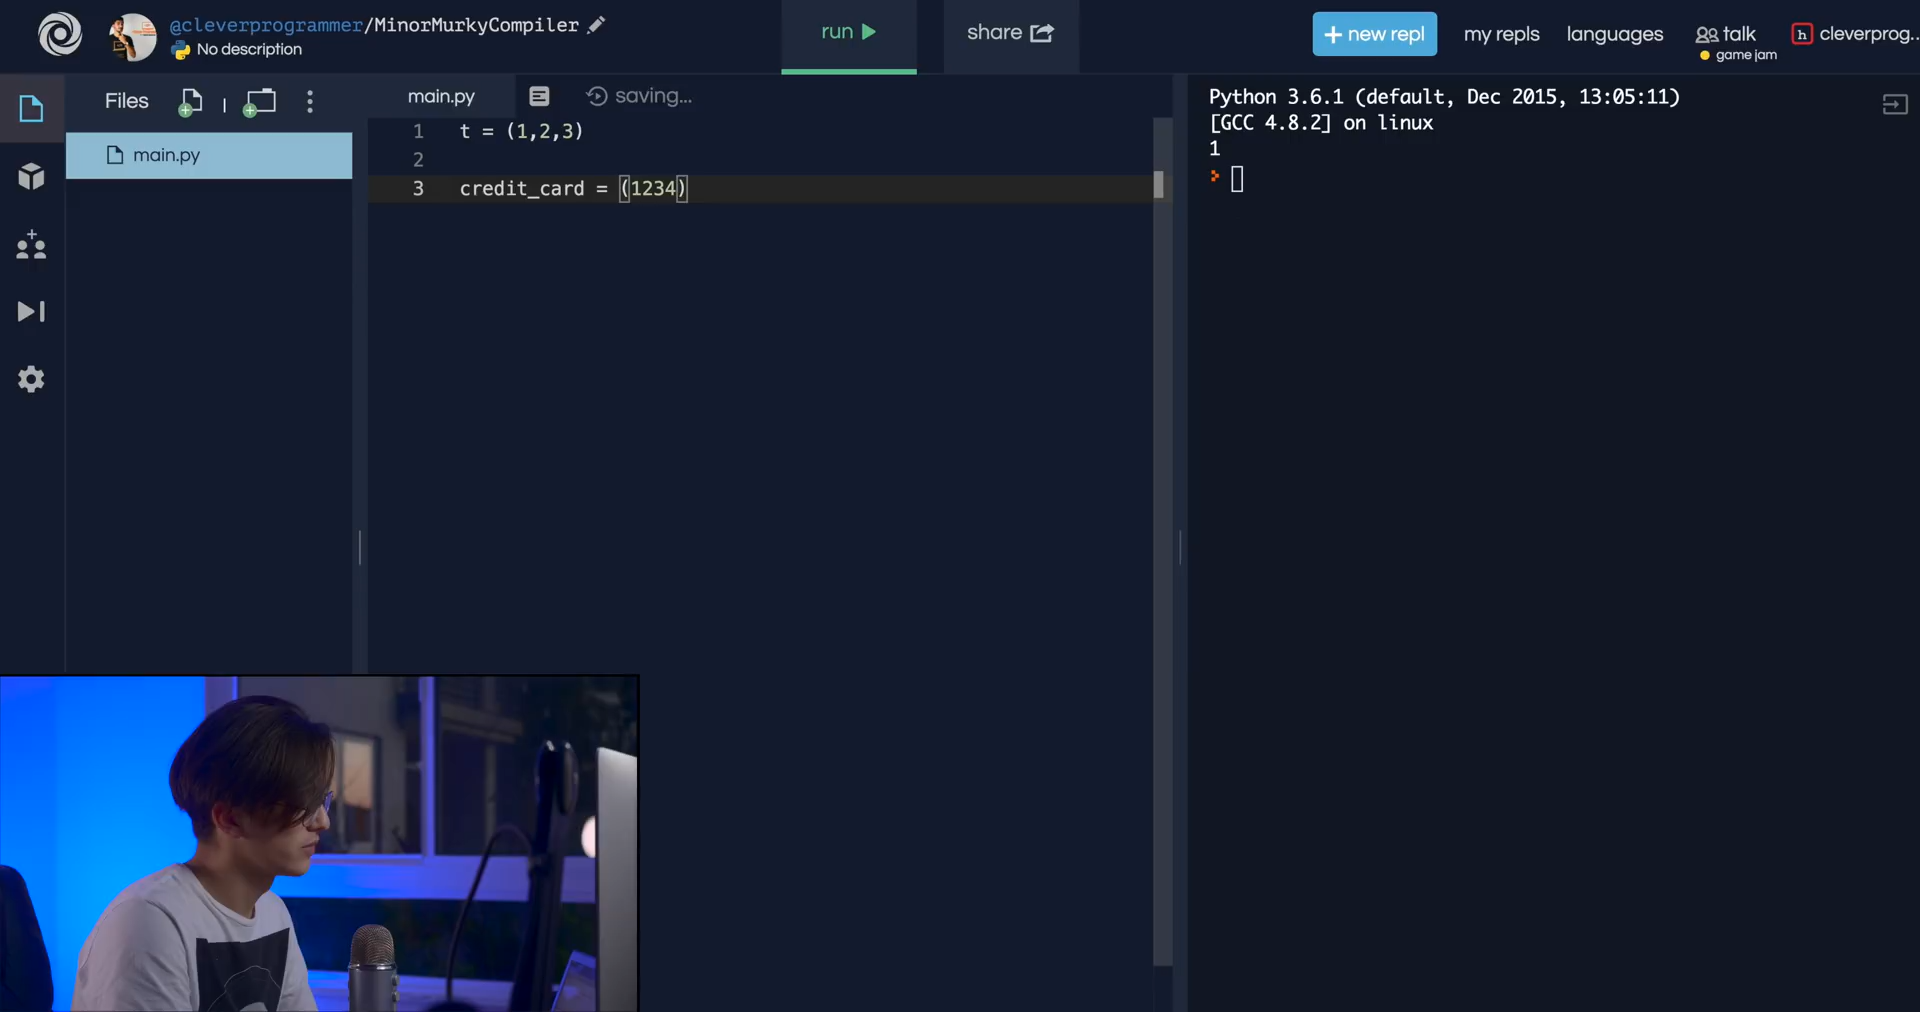 @cleverprogrammer/MinorMurkyCompiler
No description
run
share
+ new repl
my repls
languages
talk
game jam
h
cleverprog...
Files
main.py
saving...
main.py
1 t = (1,2,3)
2
3 credit_card = (1234)
Python 3.6.1 (default, Dec 2015, 13:05:11)
[GCC 4.8.2] on linux
1
>